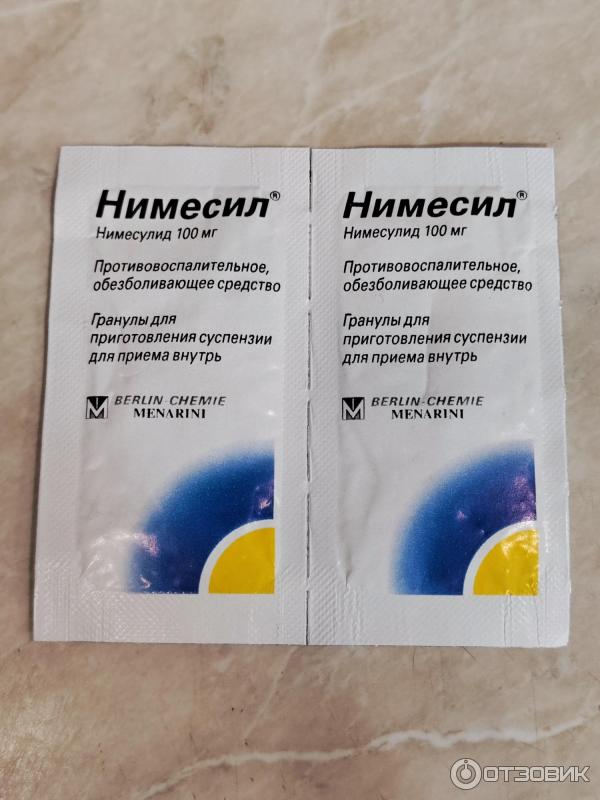 Нимесил®
Нимесулид 100 мг
Противовоспалительное,
обезболивающее средство
Гранулы для
приготовления суспензии
для приема внутрь
BERLIN-CHEMIE
MENARINI
Нимесил®
Нимесулид 100 мг
Противовоспалительное,
обезболивающее средство
Гранулы для
приготовления суспензии
для приема внутрь
BERLIN-CHEMIE
MENARINI
ОТЗОВИК